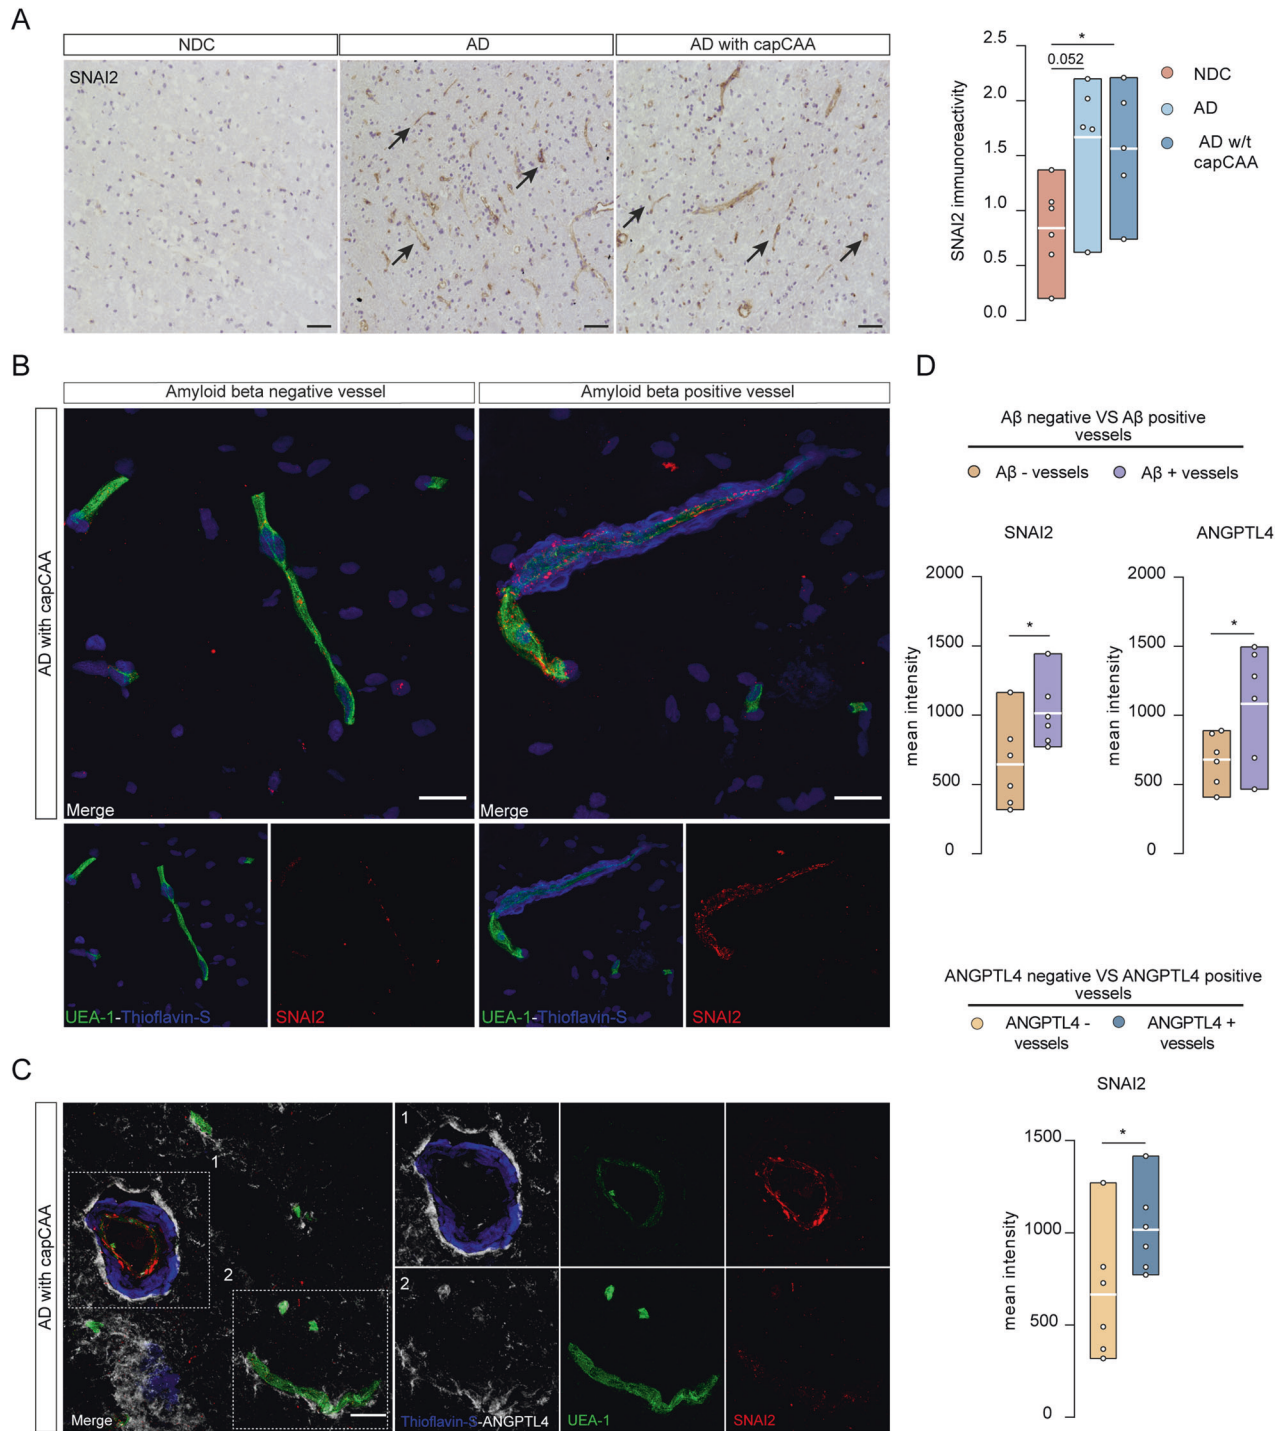 A
NDC
AD
AD with capCAA
SNAI2
2.5
2.0
1.5
1.0
0.5
0.0
SNAI2 immunoreactivity
*
0.052
NDC
AD
AD w/t
capCAA
B
Amyloid beta negative vessel
Amyloid beta positive vessel
AD with capCAA
Merge
Merge
UEA-1-Thioflavin-S
SNAI2
UEA-1-Thioflavin-S
SNAI2
D
Aβ negative VS Aβ positive
vessels
Aβ - vessels
Aβ + vessels
SNAI2
2000
1500
1000
500
0
mean intensity
*
ANGPTL4
2000
1500
1000
500
0
mean intensity
*
ANGPTL4 negative VS ANGPTL4 positive
vessels
ANGPTL4 -
vessels
ANGPTL4 +
vessels
SNAI2
1500
1000
500
0
mean intensity
*
C
AD with capCAA
1
2
Merge
1
2
Thioflavin-S-ANGPTL4
UEA-1
SNAI2